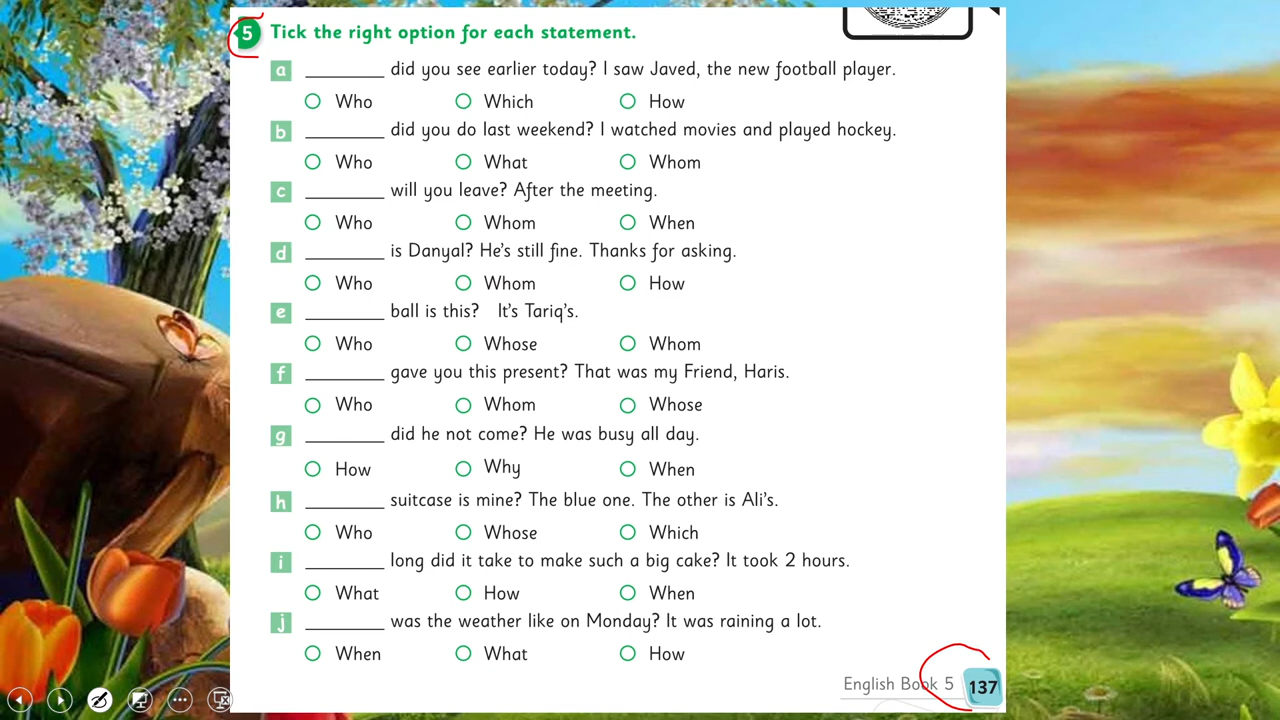 5 Tick the right option for each statement.
a ________ did you see earlier today? I saw Javed, the new football player.
Who Which How
b ________ did you do last weekend? I watched movies and played hockey.
Who What Whom
c ________ will you leave? After the meeting.
Who Whom When
d ________ is Danyal? He's still fine. Thanks for asking.
Who Whom How
e ________ ball is this? It's Tariq's.
Who Whose Whom
f ________ gave you this present? That was my Friend, Haris.
Who Whom Whose
g ________ did he not come? He was busy all day.
How Why When
h ________ suitcase is mine? The blue one. The other is Ali's.
Who Whose Which
i ________ long did it take to make such a big cake? It took 2 hours.
What How When
j ________ was the weather like on Monday? It was raining a lot.
When What How
English Book 5 137